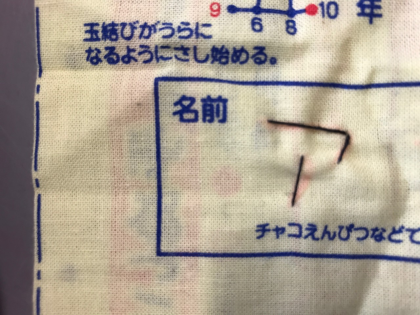 9 6 8 10 年
玉結びがうらに
なるようにさし始める。
名前
ア
チャコえんぴつなどで